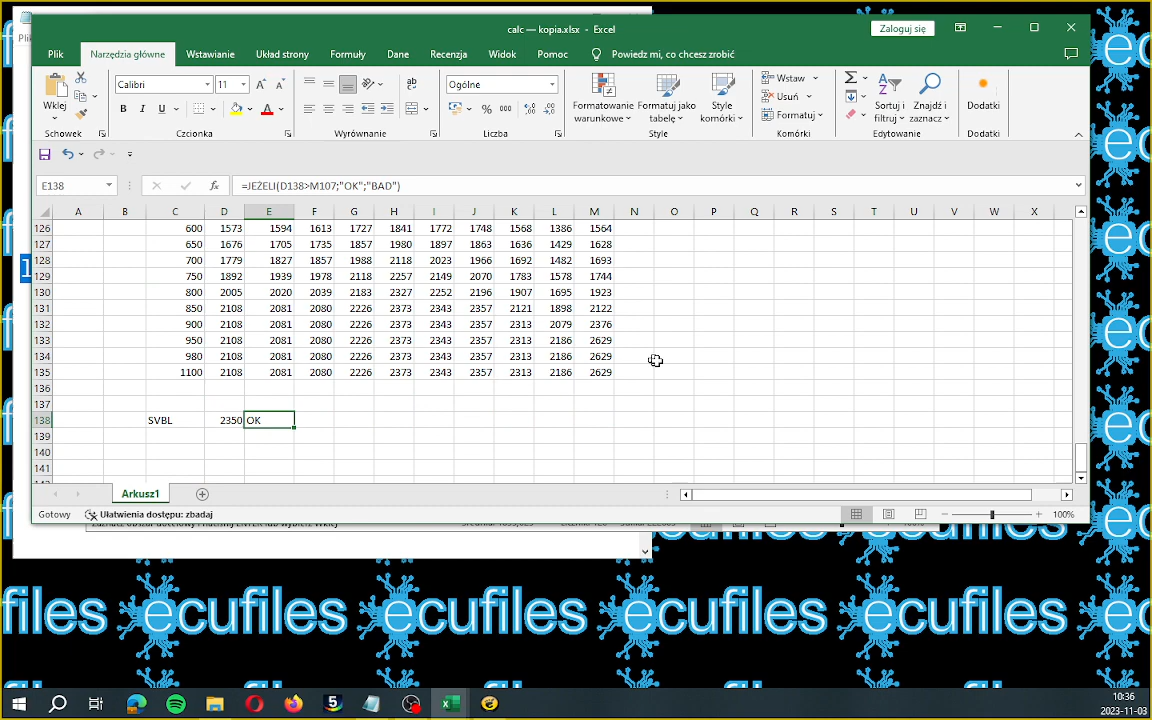 calc — kopia.xlsx - Excel
Zaloguj się
Plik Narzędzia główne Wstawianie Układ strony Formuły Dane Recenzja Widok Pomoc Powiedz mi, co chcesz zrobić
Wklej
Schowek
Calibri 11
B I U
Czcionka
Wyrównanie
Ogólne
% 000
Liczba
Formatowanie warunkowe
Formatuj jako tabelę
Style komórki
Style
Wstaw
Usuń
Formatuj
Komórki
Sortuj i filtruj
Znajdź i zaznacz
Edytowanie
Dodatki
Dodatki
E138 fx =JEŻELI(D138>M107;"OK";"BAD")
A B C D E F G H I J K L M N O P Q R S T U V W X
126 600 1573 1594 1613 1727 1841 1772 1748 1568 1386 1564
127 650 1676 1705 1735 1857 1980 1897 1863 1636 1429 1628
128 700 1779 1827 1857 1988 2118 2023 1966 1692 1482 1693
129 750 1892 1939 1978 2118 2257 2149 2070 1783 1578 1744
130 800 2005 2020 2039 2183 2327 2252 2196 1907 1695 1923
131 850 2108 2081 2080 2226 2373 2343 2357 2121 1898 2122
132 900 2108 2081 2080 2226 2373 2343 2357 2313 2079 2376
133 950 2108 2081 2080 2226 2373 2343 2357 2313 2186 2629
134 980 2108 2081 2080 2226 2373 2343 2357 2313 2186 2629
135 1100 2108 2081 2080 2226 2373 2343 2357 2313 2186 2629
136
137
138 SVBL 2350 OK
139
140
141
Arkusz1
Gotowy Ułatwienia dostępu: zbadaj 100%
ecufiles ecufiles ecufiles
10:36
2023-11-03